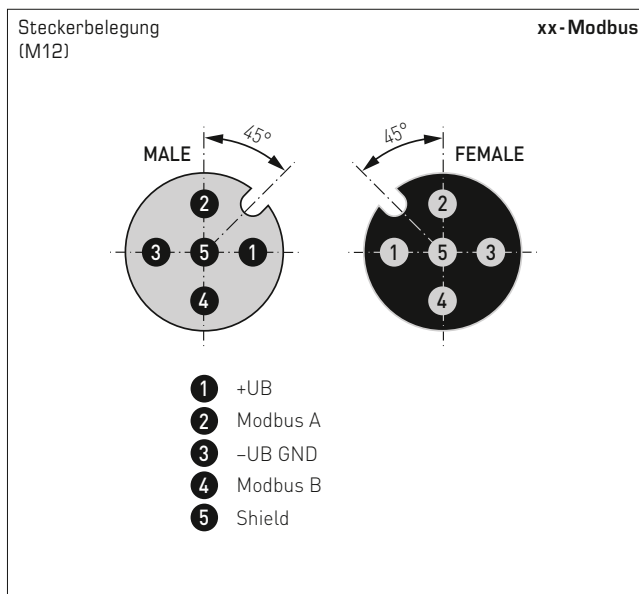 Steckerbelegung
(M12)
xx-Modbus
45°
MALE
2
3 5 1
4
45°
FEMALE
2
1 5 3
4
1 +UB
2 Modbus A
3 –UB GND
4 Modbus B
5 Shield